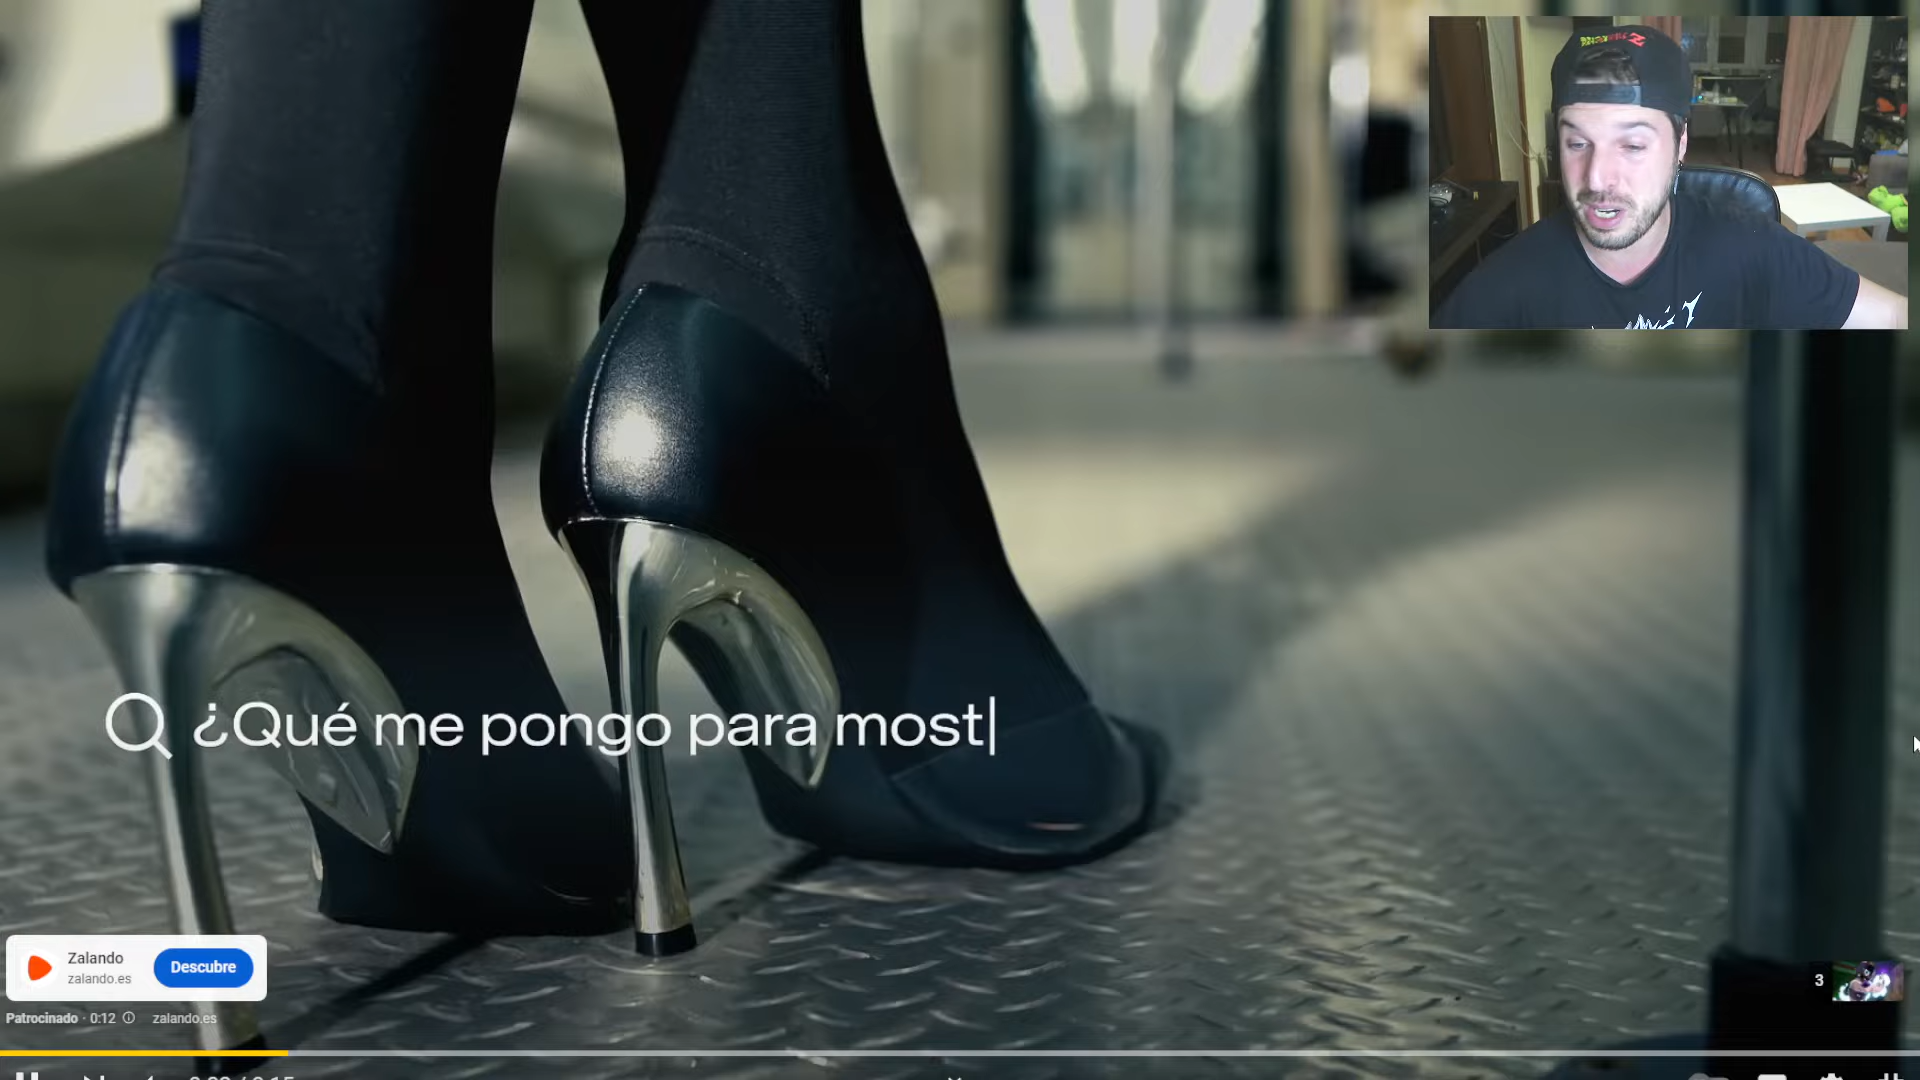 ¿Qué me pongo para most
Zalando
zalando.es
Descubre
3
Patrocinado · 0:12
zalando.es